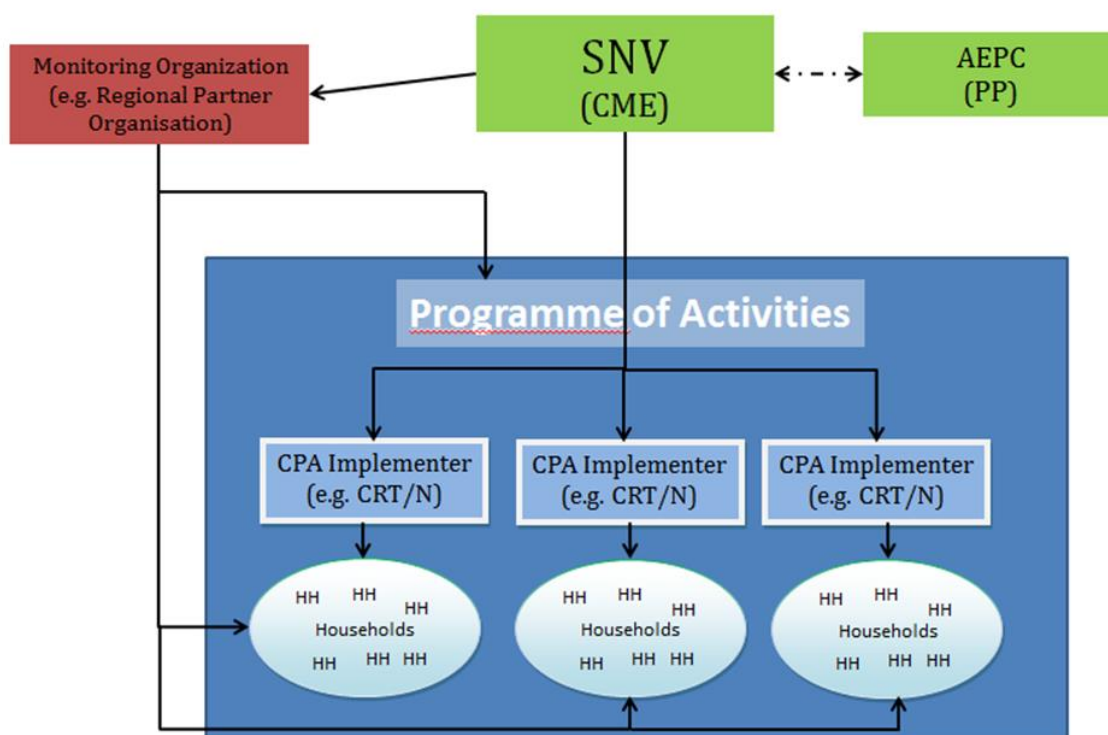 Monitoring Organization
(e.g. Regional Partner
Organisation)
SNV
(CME)
AEPC
(PP)
Programme of Activities
CPA Implementer
(e.g. CRT/N)
CPA Implementer
(e.g. CRT/N)
CPA Implementer
(e.g. CRT/N)
HH HH HH
Households
HH HH HH
HH HH HH
Households
HH HH HH
HH HH HH
Households
HH HH HH